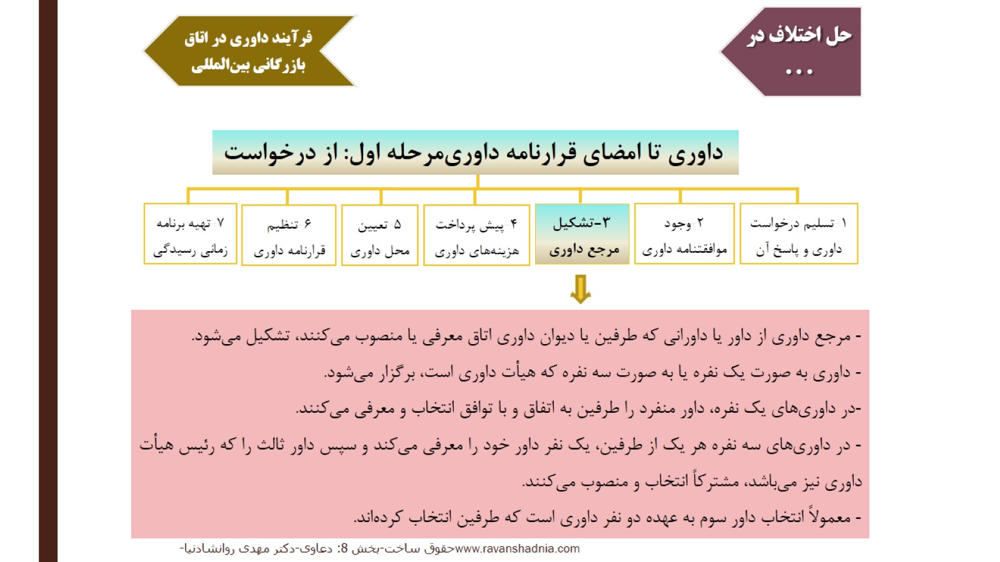 حل اختلاف در
...
فرآیند داوری در اتاق
بازرگانی بین‌المللی
داوری تا امضای قرارنامه داوری‌مرحله اول: از درخواست
۱-تسلیم درخواست
داوری و پاسخ آن
۲-وجود
موافقتنامه داوری
۳-تشکیل
مرجع داوری
۴-پیش پرداخت
هزینه‌های داوری
۵-تعیین
محل داوری
۶-تنظیم
قرارنامه داوری
۷-تهیه برنامه
زمانی رسیدگی
- مرجع داوری از داور یا داورانی که طرفین یا دیوان داوری اتاق معرفی یا منصوب می‌کنند، تشکیل می‌شود.
- داوری به صورت یک نفره یا به صورت سه نفره که هیأت داوری است، برگزار می‌شود.
-در داوری‌های یک نفره، داور منفرد را طرفین به اتفاق و با توافق انتخاب و معرفی می‌کنند.
- در داوری‌های سه نفره هر یک از طرفین، یک نفر داور خود را معرفی می‌کند و سپس داور ثالث را که رئیس هیأت
داوری نیز می‌باشد، مشترکاً انتخاب و منصوب می‌کنند.
- معمولاً انتخاب داور سوم به عهده دو نفر داوری است که طرفین انتخاب کرده‌اند.
www.ravanshadnia.comحقوق ساخت-بخش 8: دعاوی-دکتر مهدی روانشادنیا-